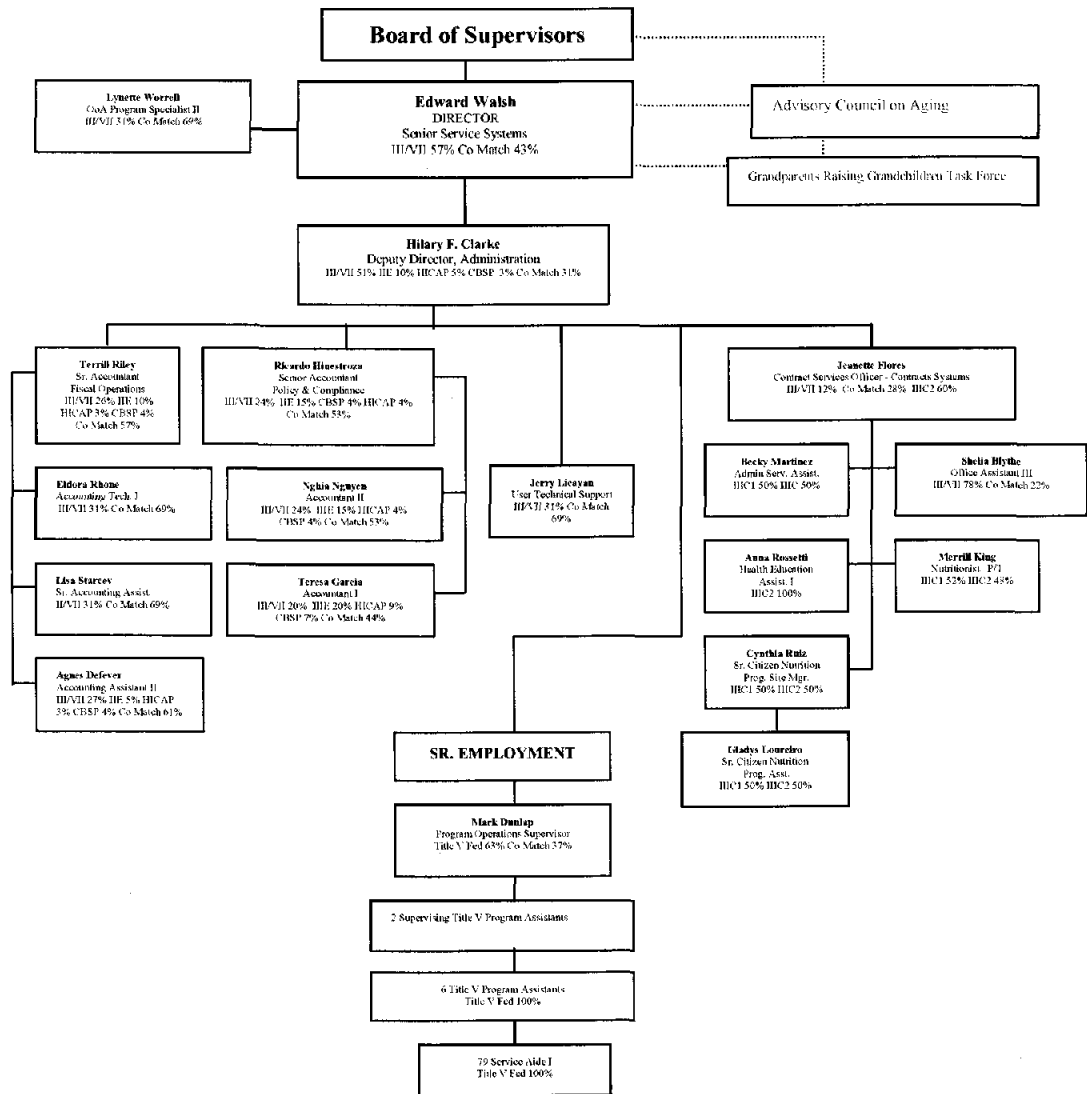 Board of Supervisors
Lynette Worrell
OoA Program Specialist II
III/VII 31% Co Match 69%
Edward Walsh
DIRECTOR
Senior Service Systems
III/VII 57% Co Match 43%
Advisory Council on Aging
Grandparents Raising Grandchildren Task Force
Hilary F. Clarke
Deputy Director, Administration
III/VII 51% IIE 10% HICAP 5% CBSP 3% Co Match 31%
Terrill Riley
Sr. Accountant
Fiscal Operations
III/VII 26% IIE 10%
HICAP 3% CBSP 4%
Co Match 57%
Eldora Rhone
Accounting Tech. I
III/VII 31% Co Match 69%
Lisa Starcev
Sr. Accounting Assist.
II/VII 31% Co Match 69%
Agnes Defever
Accounting Assistant II
III/VII 27% IIE 5% HICAP
3% CBSP 4% Co Match 61%
Ricardo Hinestroza
Senior Accountant
Policy & Compliance
III/VII 24% IIE 15% CBSP 4% HICAP 4%
Co Match 53%
Nghia Nguyen
Accountant II
III/VII 24% IIIE 15% HICAP 4%
CBSP 4% Co Match 53%
Teresa Garcia
Accountant I
III/VII 20% IIIE 20% HICAP 9%
CBSP 7% Co Match 44%
Jerry Licayan
User Technical Support
III/VII 31% Co Match
69%
Jeanette Flores
Contract Services Officer - Contracts Systems
III/VII 12% Co Match 28% IIIC2 60%
Becky Martinez
Admin Serv. Assist.
IIIC1 50% IIIC 50%
Shelia Blythe
Office Assistant III
III/VII 78% Co Match 22%
Anna Rossetti
Health Education
Assist. I
IIIC2 100%
Merrill King
Nutritionist P/T
IIIC1 52% IIIC2 48%
Cynthia Ruiz
Sr. Citizen Nutrition
Prog. Site Mgr.
IIIC1 50% IIIC2 50%
Gladys Loureiro
Sr. Citizen Nutrition
Prog. Asst.
IIIC1 50% IIIC2 50%
SR. EMPLOYMENT
Mark Dunlap
Program Operations Supervisor
Title V Fed 63% Co Match 37%
2 Supervising Title V Program Assistants
6 Title V Program Assistants
Title V Fed 100%
79 Service Aide I
Title V Fed 100%